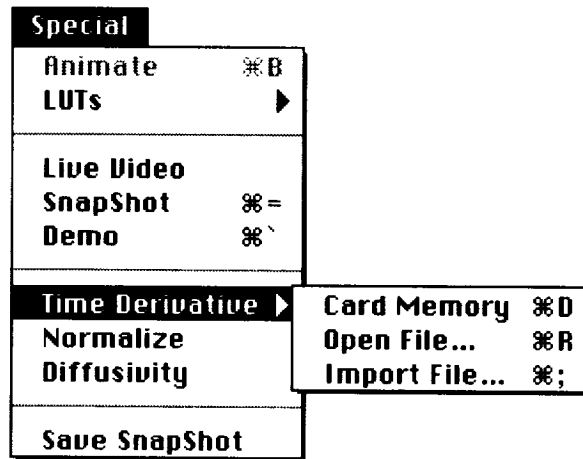 Special
Animate ⌘B
LUTs ▶
Live Video
SnapShot ⌘=
Demo ⌘`
Time Derivative ▶
Card Memory ⌘D
Normalize
Open File... ⌘R
Diffusivity
Import File... ⌘;
Save SnapShot